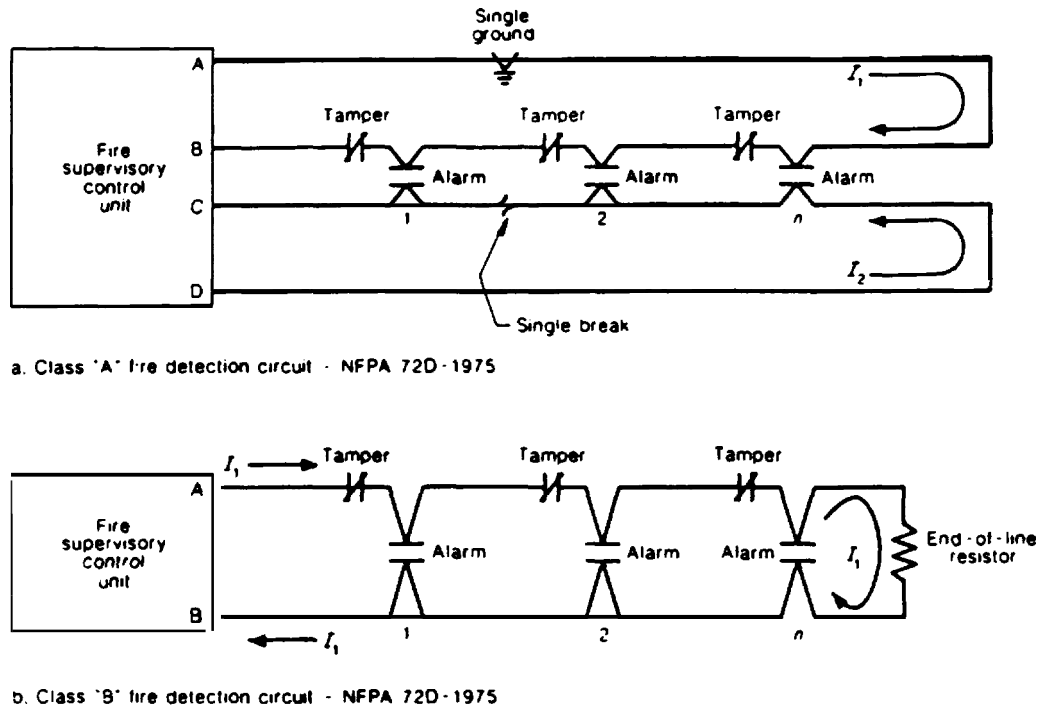 Single
ground
A
I₁
Tamper
Tamper
Tamper
Fire
supervisory
control
unit
B
Alarm
Alarm
Alarm
C
1
2
n
I₂
D
Single break
a. Class "A" fire detection circuit - NFPA 72D-1975
I₁
Tamper
Tamper
Tamper
A
Fire
supervisory
control
unit
Alarm
Alarm
Alarm
I₁
End-of-line
resistor
B
I₁
1
2
n
b. Class "B" fire detection circuit - NFPA 72D-1975